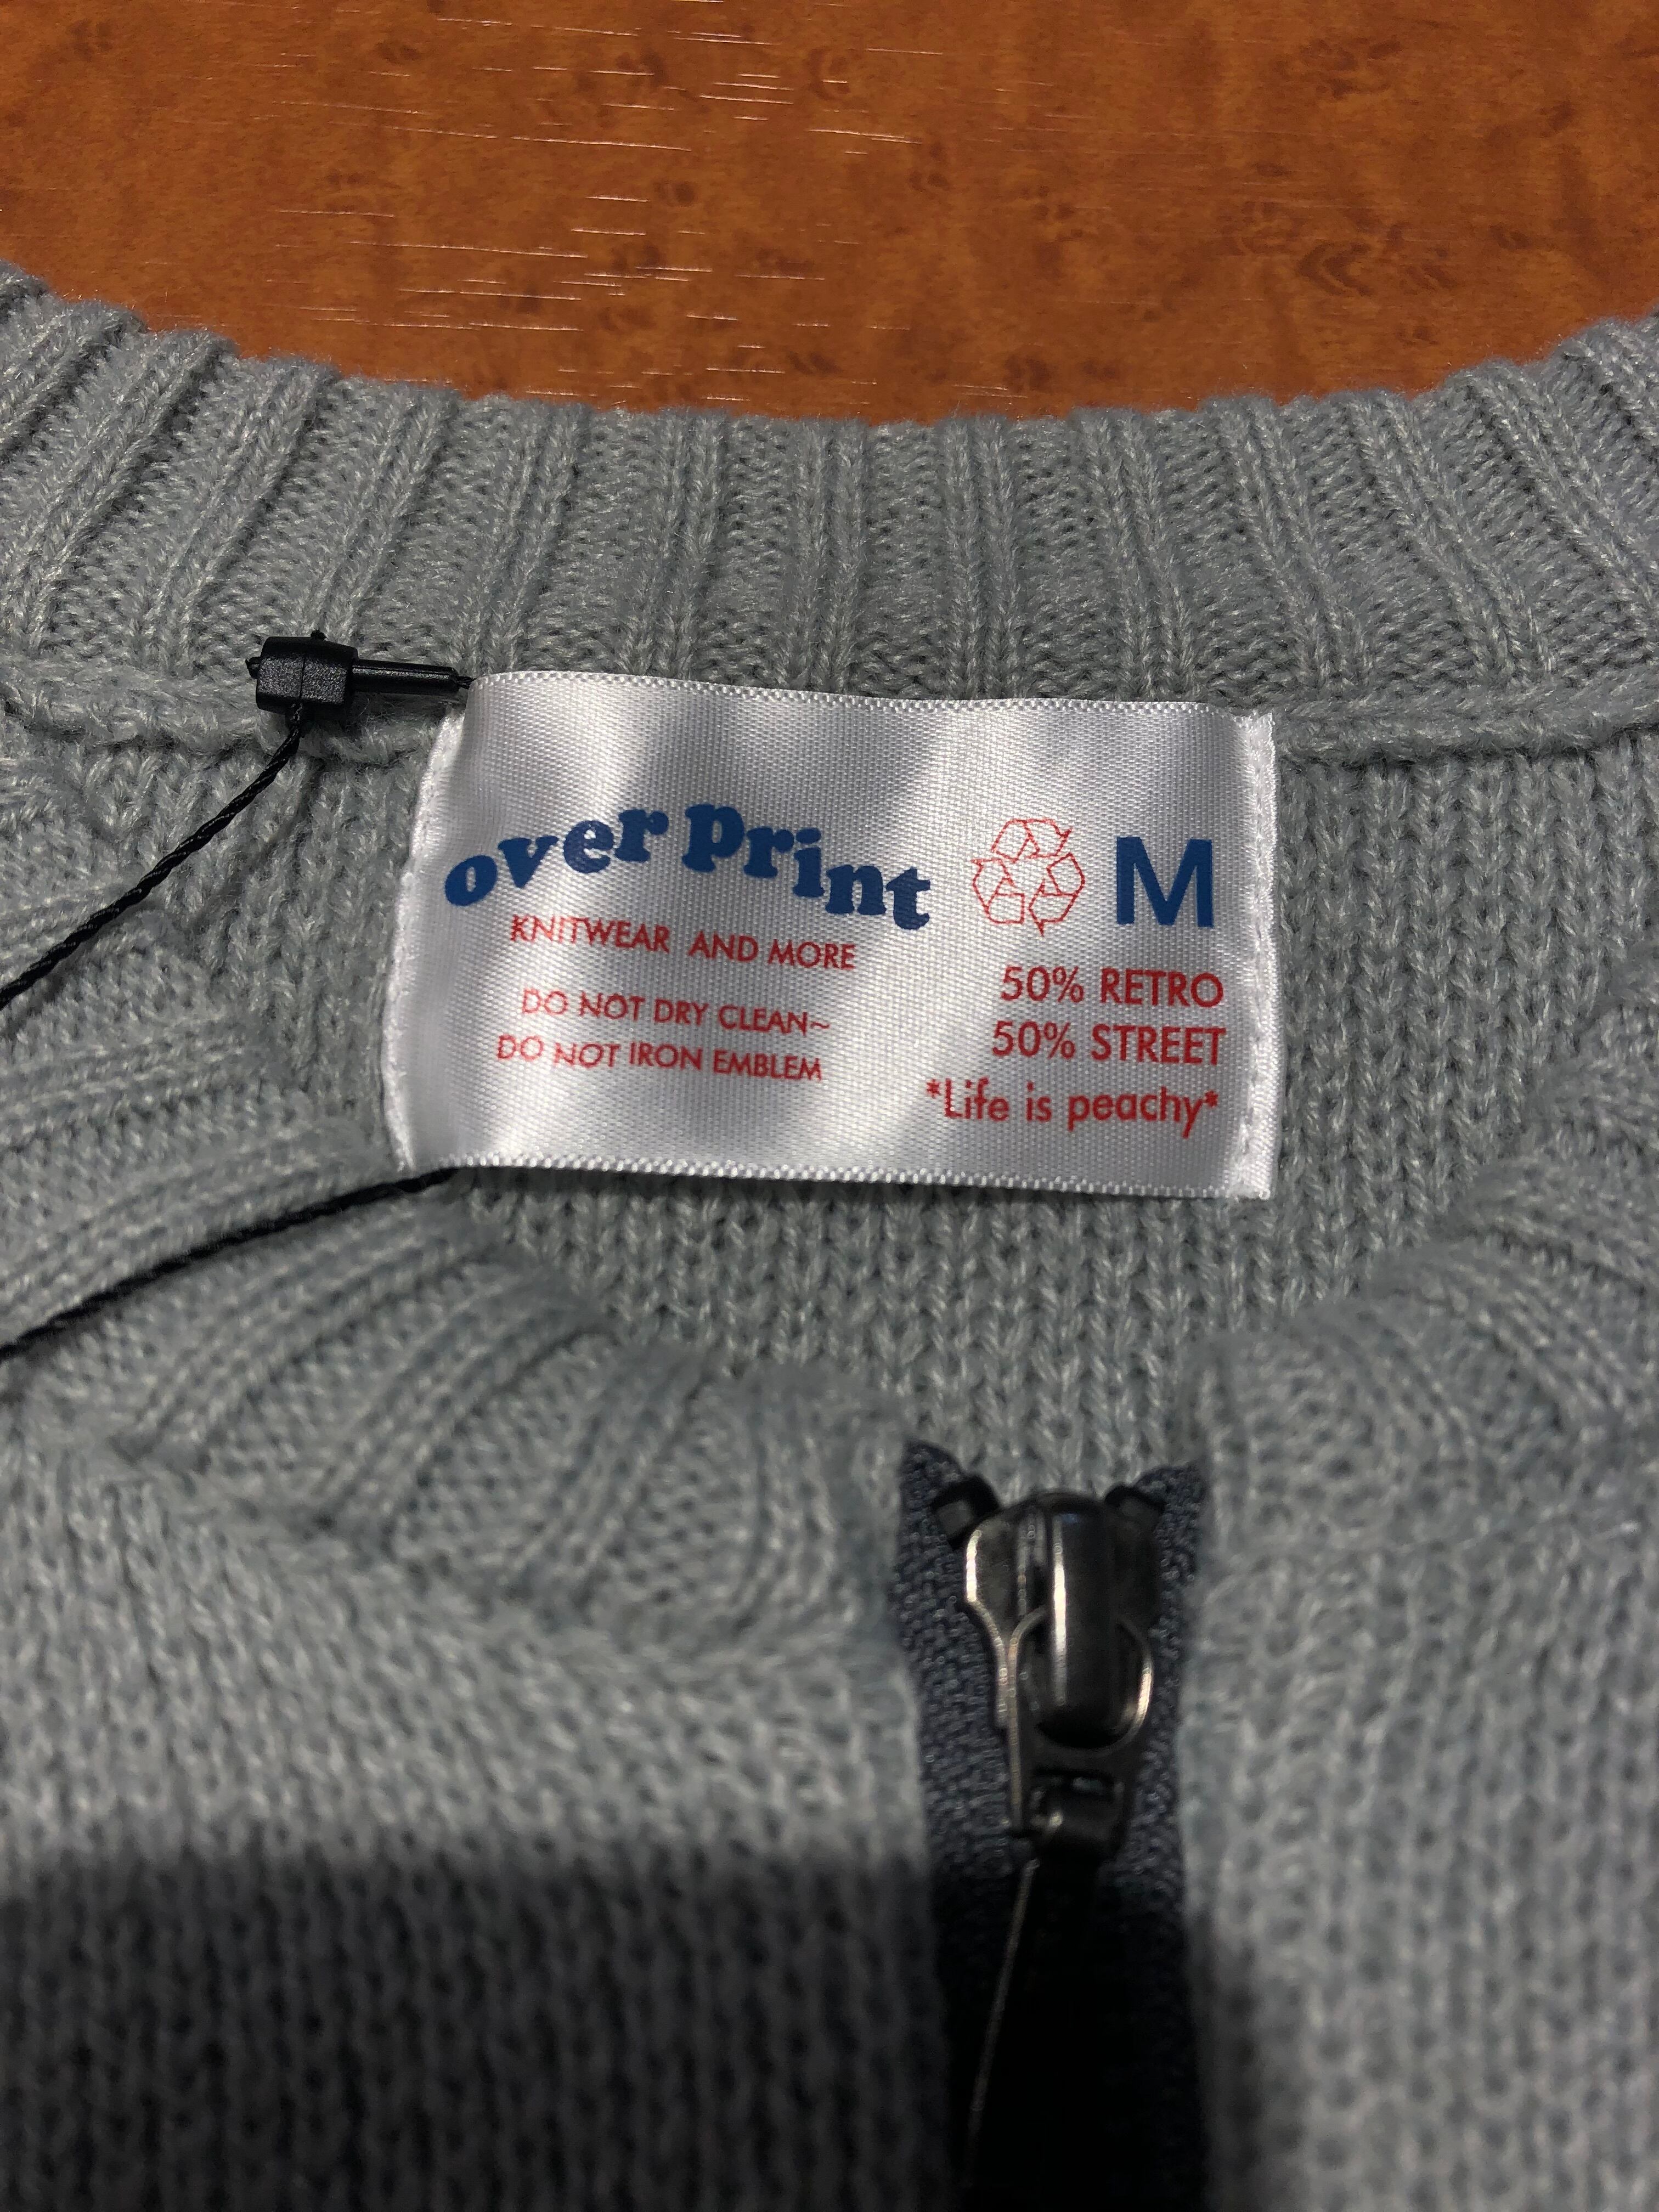 over print
KNITWEAR AND MORE
DO NOT DRY CLEAN~
DO NOT IRON EMBLEM
M
50% RETRO
50% STREET
*Life is peachy*